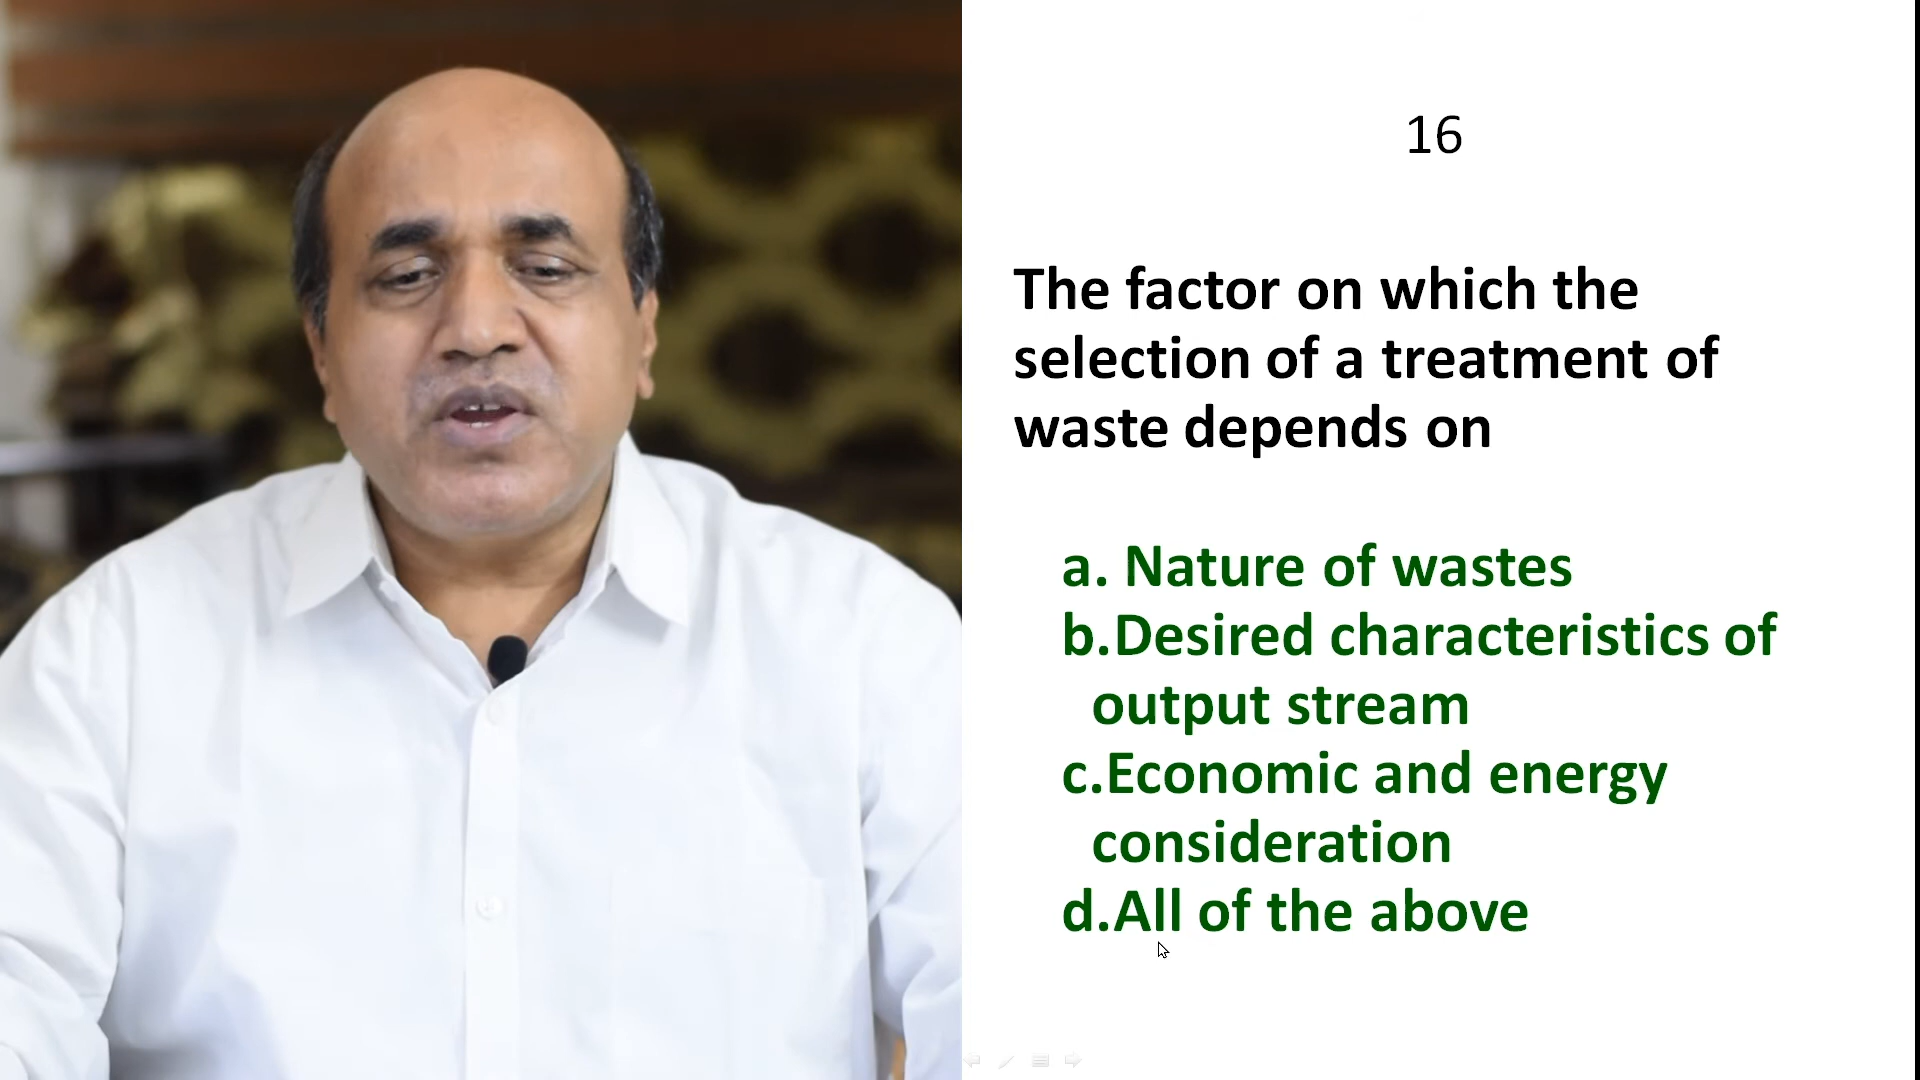 16
The factor on which the
selection of a treatment of
waste depends on
a. Nature of wastes
b.Desired characteristics of
output stream
c.Economic and energy
consideration
d.All of the above